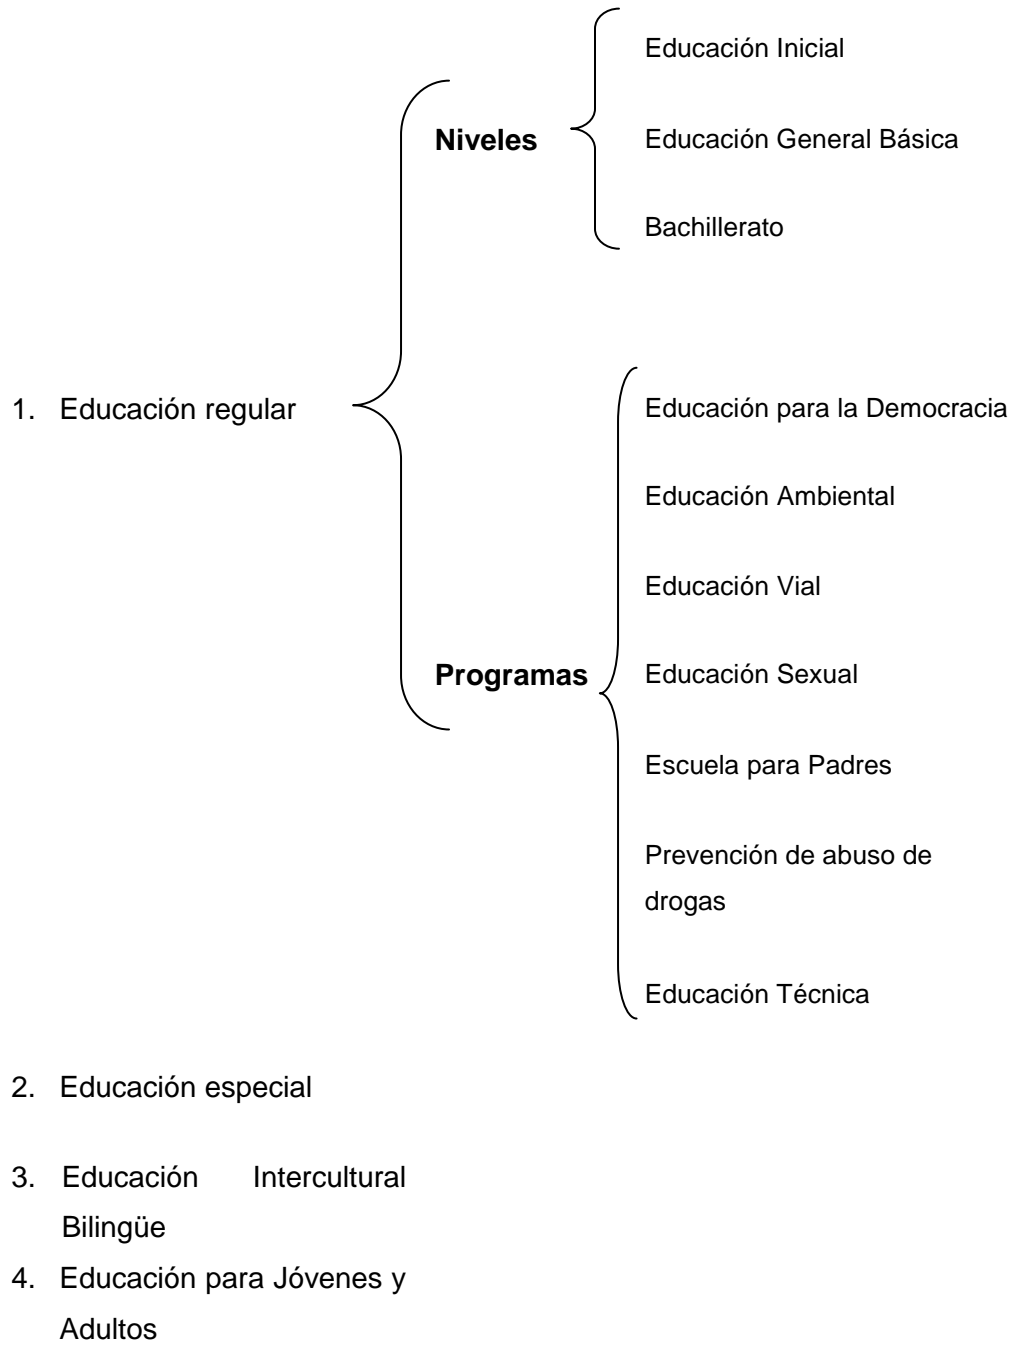 1. Educación regular
Niveles
Educación Inicial
Educación General Básica
Bachillerato
Programas
Educación para la Democracia
Educación Ambiental
Educación Vial
Educación Sexual
Escuela para Padres
Prevención de abuso de
drogas
Educación Técnica
2. Educación especial
3. Educación Intercultural
Bilingüe
4. Educación para Jóvenes y
Adultos